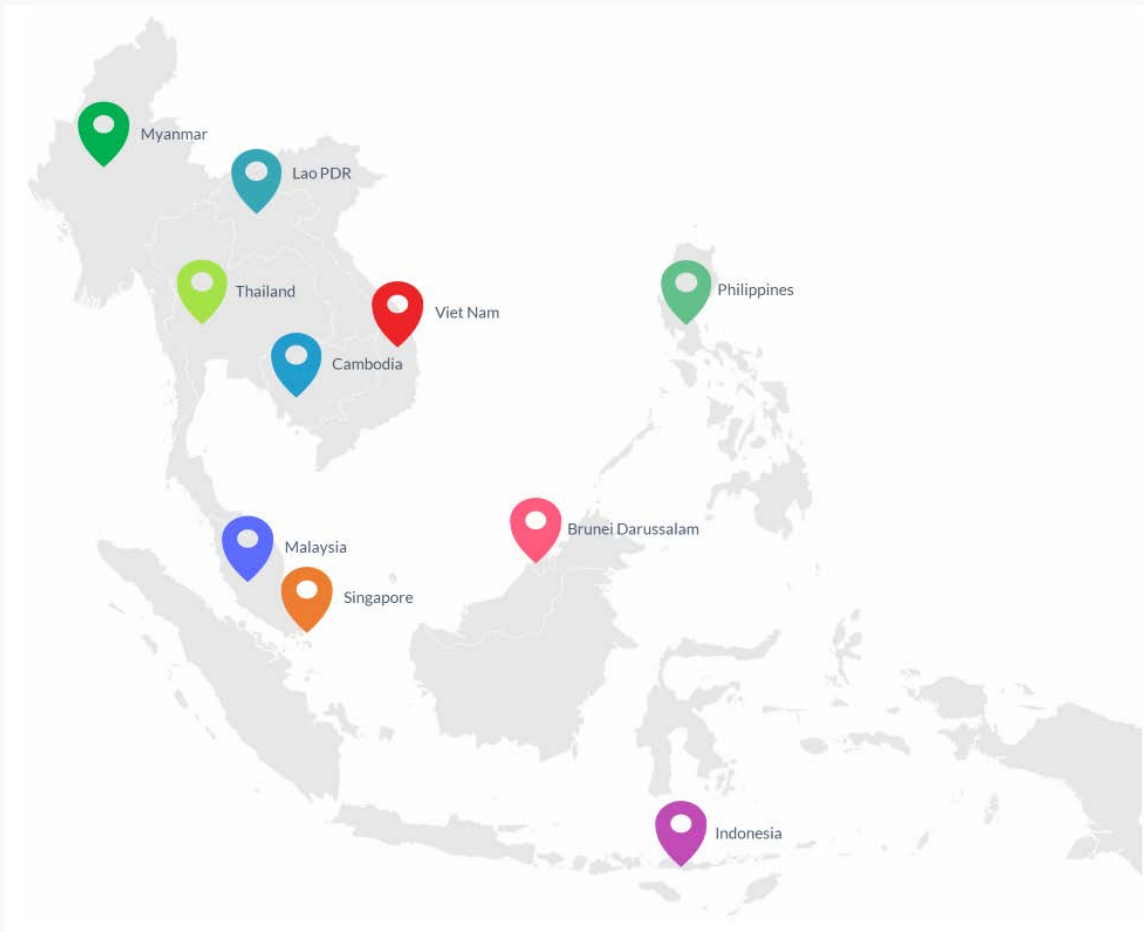 Myanmar
Lao PDR
Thailand
Philippines
Viet Nam
Cambodia
Brunei Darussalam
Malaysia
Singapore
Indonesia